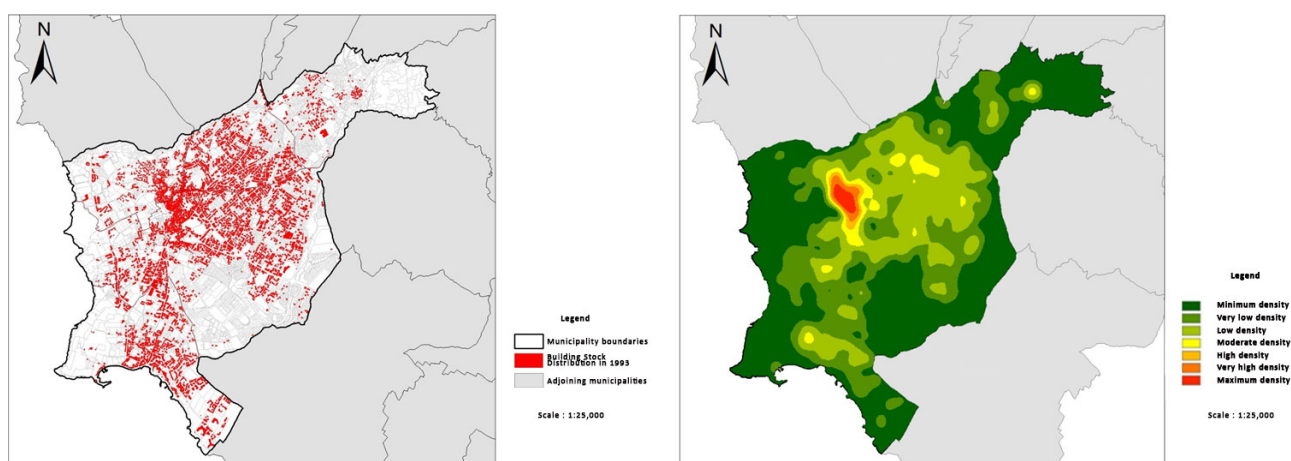 N
Legend
Municipality boundaries
Building Stock
Distribution in 1993
Adjoining municipalities
Scale : 1:25,000
N
Legend
Minimum density
Very low density
Low density
Moderate density
High density
Very high density
Maximum density
Scale : 1:25,000